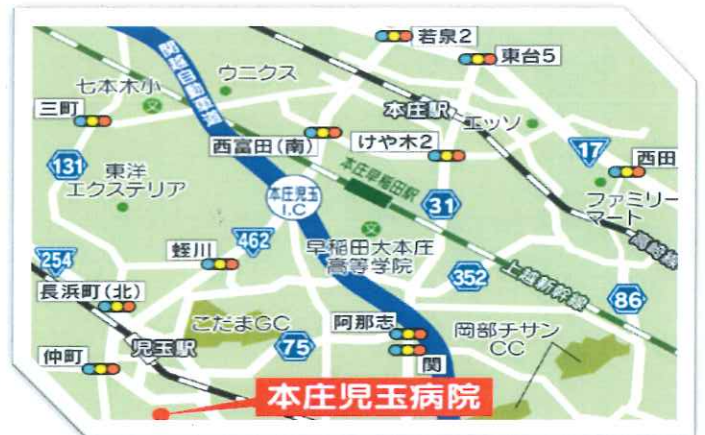 若泉2
東台5
関越自動車道
ウニクス
七本木小
文
三町
本庄駅
エッソ
17
西富田(南)
けや木2
西田
131
東洋
エクステリア
本庄児玉
I.C
本庄早稲田駅
31
ファミリー
マート
文
高崎線
254
462
蛭川
早稲田大本庄
高等学院
352
上越新幹線
86
長浜町(北)
こだまGC
阿那志
岡部チサン
CC
児玉駅
75
仲町
関
本庄児玉病院